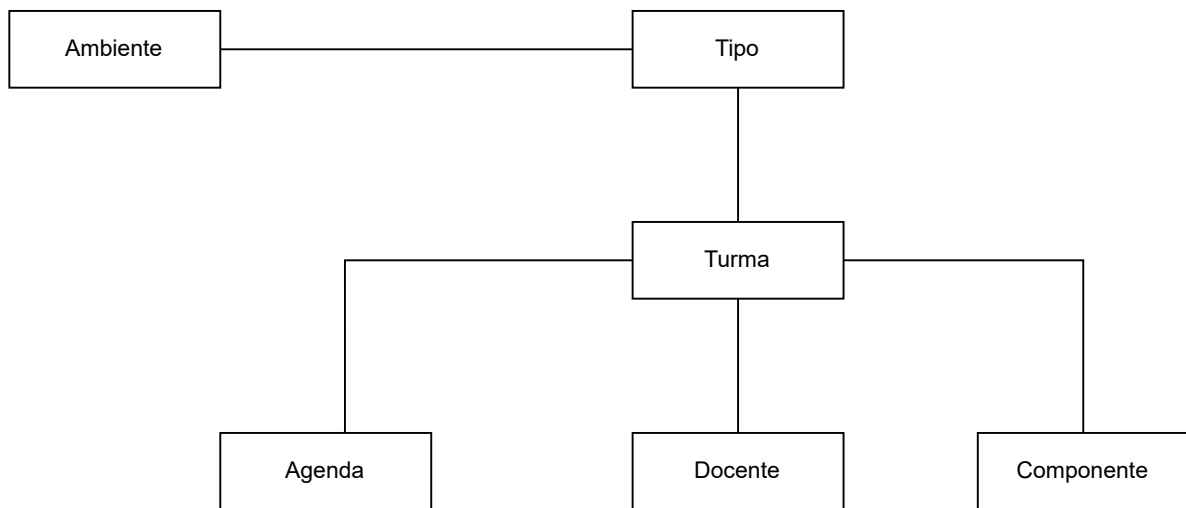 Ambiente
Tipo
Turma
Agenda
Docente
Componente